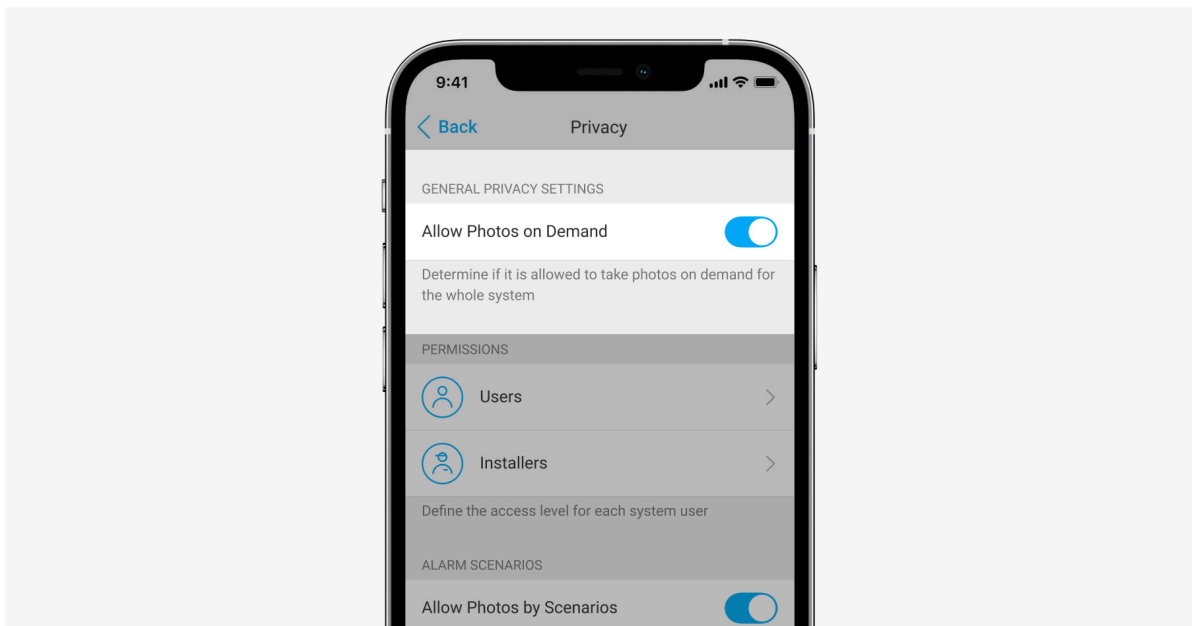 9:41
Back
Privacy
GENERAL PRIVACY SETTINGS
Allow Photos on Demand
Determine if it is allowed to take photos on demand for
the whole system
PERMISSIONS
Users
Installers
Define the access level for each system user
ALARM SCENARIOS
Allow Photos by Scenarios